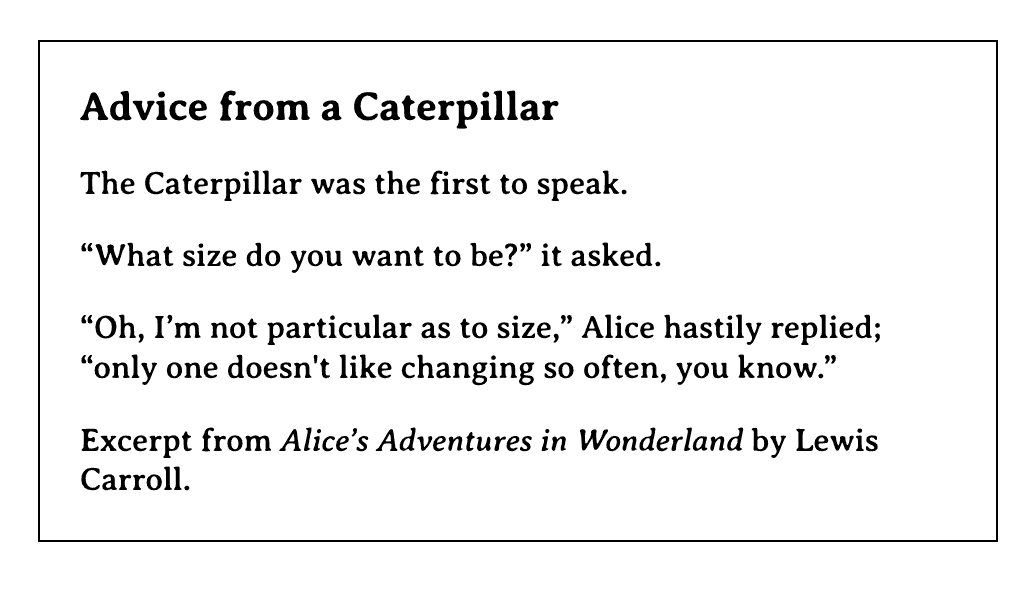 Advice from a Caterpillar
The Caterpillar was the first to speak.
“What size do you want to be?” it asked.
“Oh, I’m not particular as to size,” Alice hastily replied;
“only one doesn't like changing so often, you know.”
Excerpt from Alice’s Adventures in Wonderland by Lewis
Carroll.